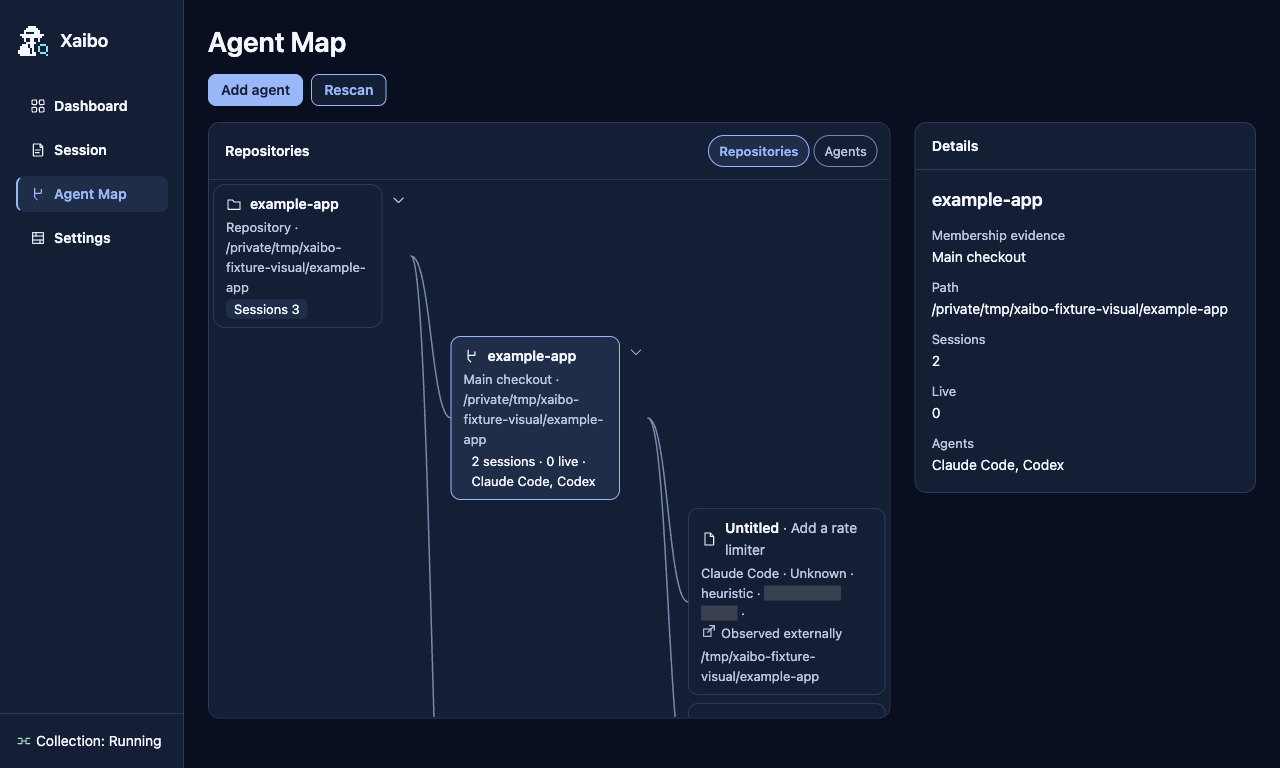 Xaibo
Dashboard
Session
Agent Map
Settings
Collection: Running
Agent Map
Add agent
Rescan
Repositories
Repositories
Agents
example-app
Repository ·
/private/tmp/xaibo-
fixture-visual/example-
app
Sessions 3
example-app
Main checkout ·
/private/tmp/xaibo-
fixture-visual/example-
app
2 sessions · 0 live ·
Claude Code, Codex
Untitled · Add a rate
limiter
Claude Code · Unknown ·
heuristic ·
·
Observed externally
/tmp/xaibo-fixture-
visual/example-app
Details
example-app
Membership evidence
Main checkout
Path
/private/tmp/xaibo-fixture-visual/example-app
Sessions
2
Live
0
Agents
Claude Code, Codex